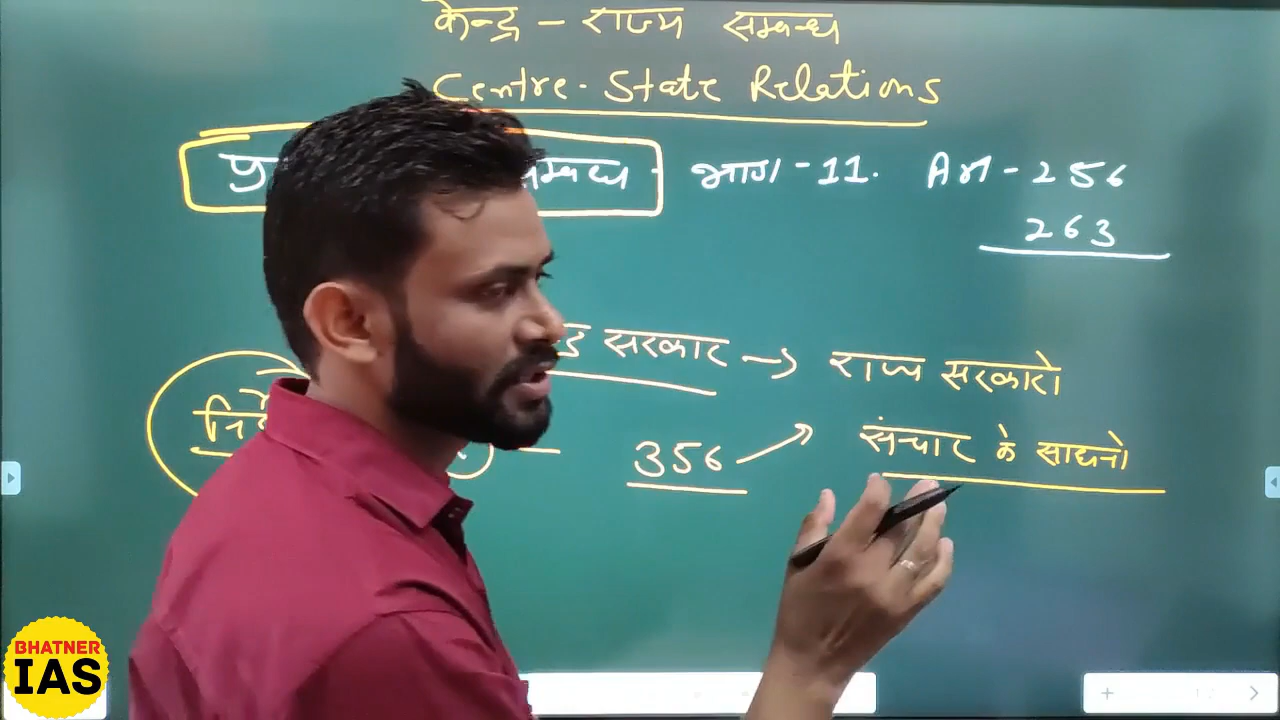 केन्द्र - राज्य सम्बन्ध
Centre-State Relations
भाग - 11. Art - 256
263
सरकार → राज्य सरकारो
356 → संचार के साधनो
BHATNER
IAS